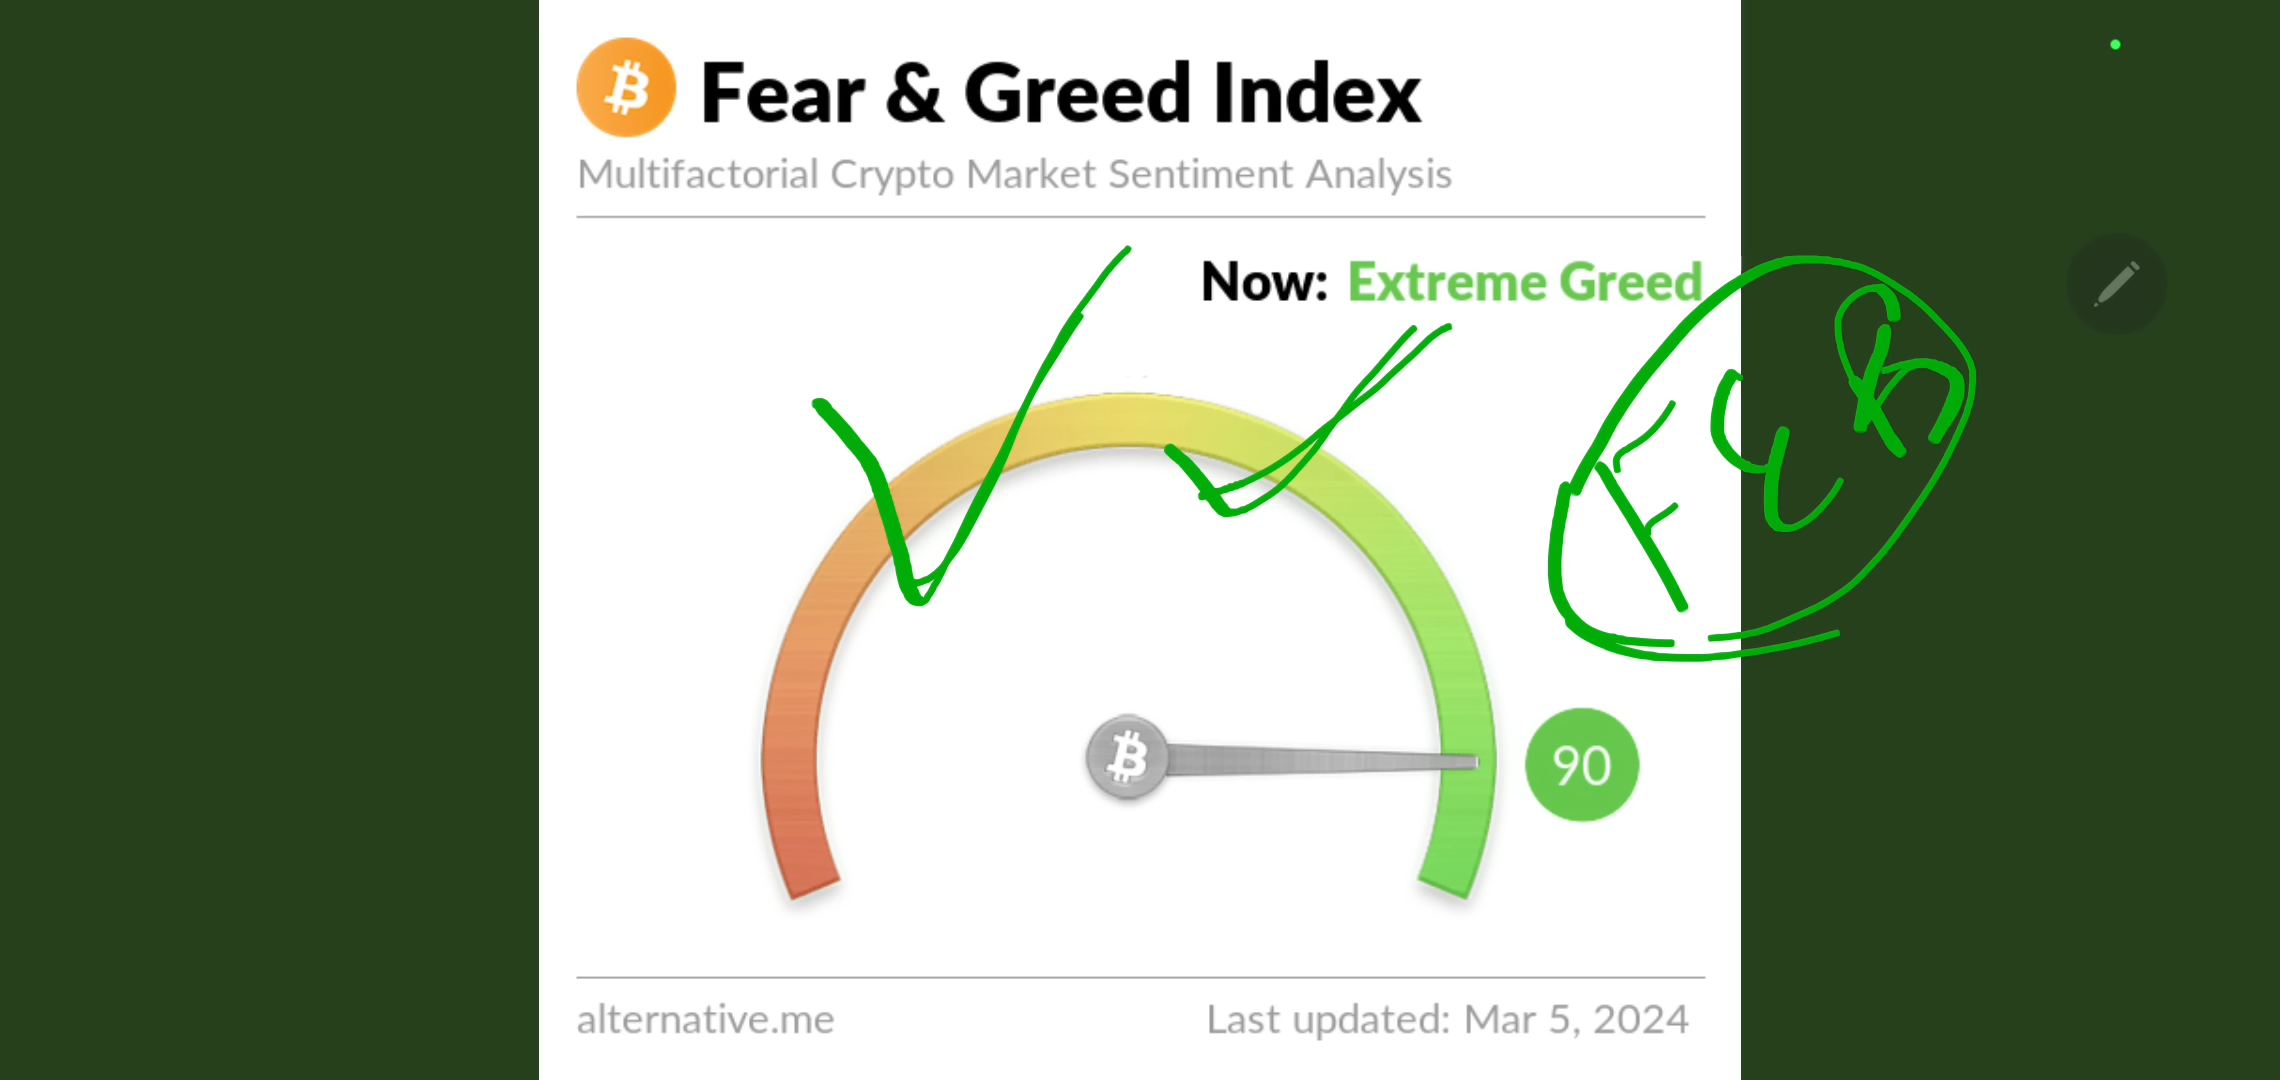 Fear & Greed Index
Multifactorial Crypto Market Sentiment Analysis
Now: Extreme Greed
90
alternative.me
Last updated: Mar 5, 2024